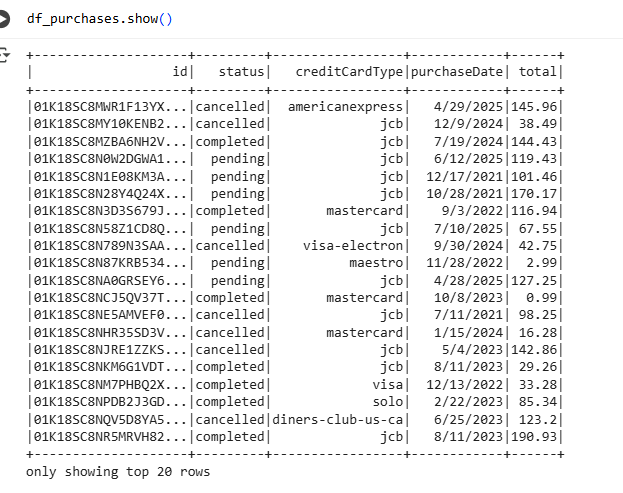 df_purchases.show()
+--------------------+---------+------------------+------------+------+
|                  id|   status|    creditCardType|purchaseDate| total|
+--------------------+---------+------------------+------------+------+
|01K18SC8MWR1F13YX...|cancelled|   americanexpress|   4/29/2025|145.96|
|01K18SC8MY10KENB2...|cancelled|               jcb|   12/9/2024| 38.49|
|01K18SC8MZBA6NH2V...|completed|               jcb|   7/19/2024|144.43|
|01K18SC8N0W2DGWA1...|  pending|               jcb|   6/12/2025|119.43|
|01K18SC8N1E08KM3A...|  pending|               jcb|  12/17/2021|101.46|
|01K18SC8N28Y4Q24X...|  pending|               jcb|  10/28/2021|170.17|
|01K18SC8N3D3S679J...|completed|        mastercard|    9/3/2022|116.94|
|01K18SC8N58Z1CD8Q...|  pending|               jcb|   7/10/2025| 67.55|
|01K18SC8N789N3SAA...|cancelled|     visa-electron|   9/30/2024| 42.75|
|01K18SC8N87KRB534...|  pending|           maestro|  11/28/2022|  2.99|
|01K18SC8NA0GRSEY6...|  pending|               jcb|   4/28/2025|127.25|
|01K18SC8NCJ5QV37T...|completed|        mastercard|   10/8/2023|  0.99|
|01K18SC8NE5AMVEF0...|cancelled|               jcb|   7/11/2021| 98.25|
|01K18SC8NHR35SD3V...|cancelled|        mastercard|   1/15/2024| 16.28|
|01K18SC8NJRE1ZZKS...|cancelled|               jcb|    5/4/2023|142.86|
|01K18SC8NKM6G1VDT...|completed|               jcb|   8/11/2023| 29.26|
|01K18SC8NM7PHBQ2X...|completed|              visa|  12/13/2022| 33.28|
|01K18SC8NPDB2J3GD...|completed|              solo|   2/22/2023| 85.34|
|01K18SC8NQV5D8YA5...|cancelled|diners-club-us-ca|   6/25/2023| 123.2|
|01K18SC8NR5MRVH82...|completed|               jcb|   8/11/2023|190.93|
+--------------------+---------+------------------+------------+------+
only showing top 20 rows